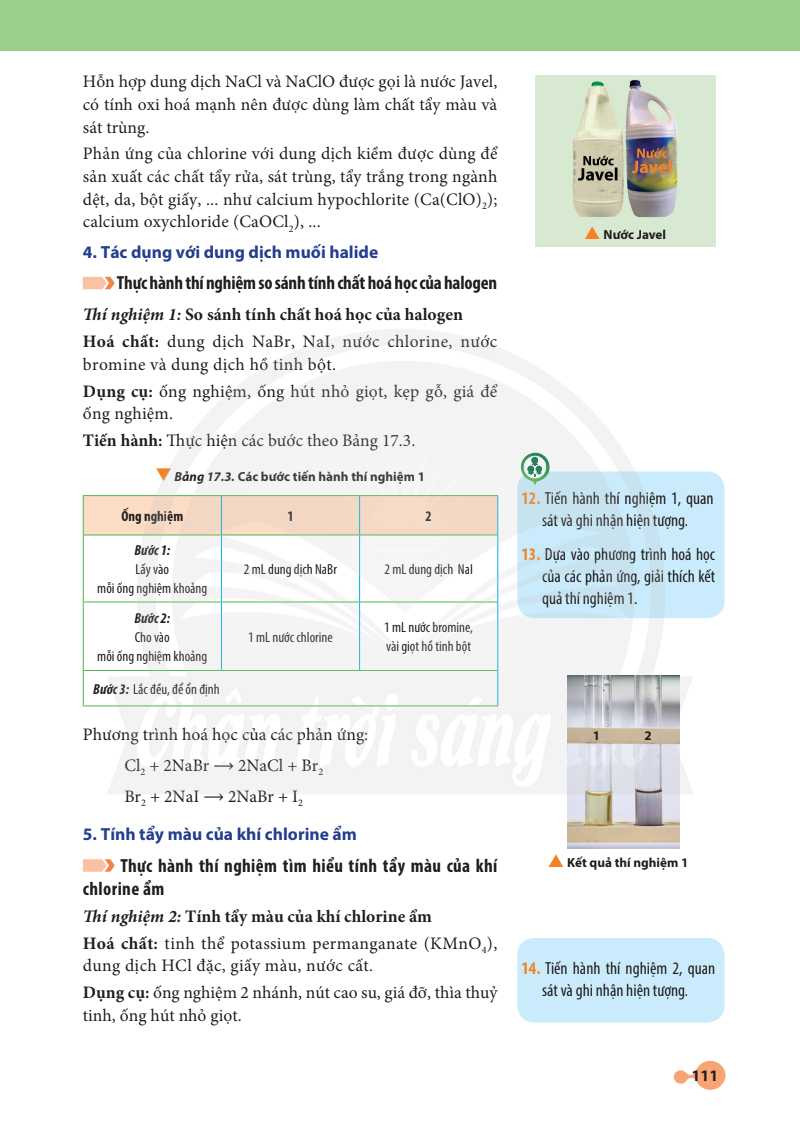 Hỗn hợp dung dịch NaCl và NaClO được gọi là nước Javel,
có tính oxi hoá mạnh nên được dùng làm chất tẩy màu và
sát trùng.
Phản ứng của chlorine với dung dịch kiềm được dùng để
sản xuất các chất tẩy rửa, sát trùng, tẩy trắng trong ngành
dệt, da, bột giấy, ... như calcium hypochlorite (Ca(ClO)₂);
calcium oxychloride (CaOCl₂), ...
Nước
Javel
Nước
Javel
▲ Nước Javel
4. Tác dụng với dung dịch muối halide
Thực hành thí nghiệm so sánh tính chất hoá học của halogen
Thí nghiệm 1: So sánh tính chất hoá học của halogen
Hoá chất: dung dịch NaBr, NaI, nước chlorine, nước
bromine và dung dịch hồ tinh bột.
Dụng cụ: ống nghiệm, ống hút nhỏ giọt, kẹp gỗ, giá để
ống nghiệm.
Tiến hành: Thực hiện các bước theo Bảng 17.3.
▼ Bảng 17.3. Các bước tiến hành thí nghiệm 1
Ống nghiệm 1 2
Bước 1:
Lấy vào
mỗi ống nghiệm khoảng
2 mL dung dịch NaBr
2 mL dung dịch NaI
Bước 2:
Cho vào
mỗi ống nghiệm khoảng
1 mL nước chlorine
1 mL nước bromine,
vài giọt hồ tinh bột
Bước 3: Lắc đều, để ổn định
12. Tiến hành thí nghiệm 1, quan
sát và ghi nhận hiện tượng.
13. Dựa vào phương trình hoá học
của các phản ứng, giải thích kết
quả thí nghiệm 1.
Chân trời sáng tạo
Phương trình hoá học của các phản ứng:
Cl₂ + 2NaBr ⟶ 2NaCl + Br₂
Br₂ + 2NaI ⟶ 2NaBr + I₂
1 2
▲ Kết quả thí nghiệm 1
5. Tính tẩy màu của khí chlorine ẩm
Thực hành thí nghiệm tìm hiểu tính tẩy màu của khí
chlorine ẩm
Thí nghiệm 2: Tính tẩy màu của khí chlorine ẩm
Hoá chất: tinh thể potassium permanganate (KMnO₄),
dung dịch HCl đặc, giấy màu, nước cất.
Dụng cụ: ống nghiệm 2 nhánh, nút cao su, giá đỡ, thìa thuỷ
tinh, ống hút nhỏ giọt.
14. Tiến hành thí nghiệm 2, quan
sát và ghi nhận hiện tượng.
111